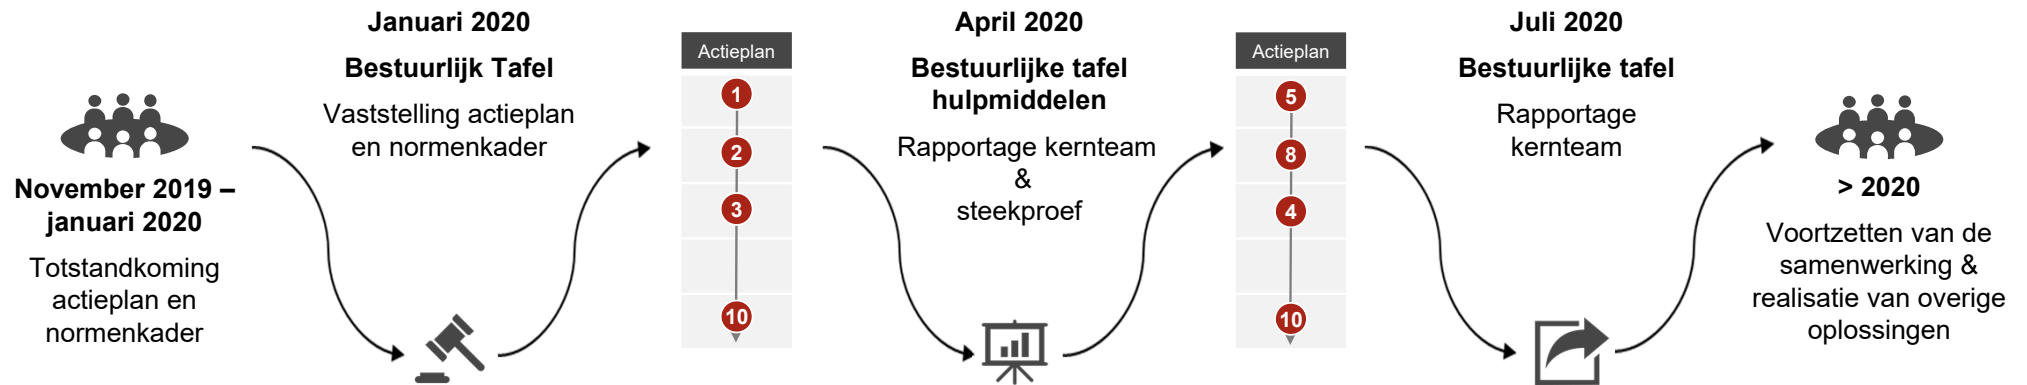 November 2019 –
januari 2020
Totstandkoming
actieplan en
normenkader
Januari 2020
Bestuurlijk Tafel
Vaststelling actieplan
en normenkader
Actieplan
1
2
3
10
April 2020
Bestuurlijke tafel
hulpmiddelen
Rapportage kernteam
&
steekproef
Actieplan
5
8
4
10
Juli 2020
Bestuurlijke tafel
Rapportage
kernteam
> 2020
Voortzetten van de
samenwerking &
realisatie van overige
oplossingen